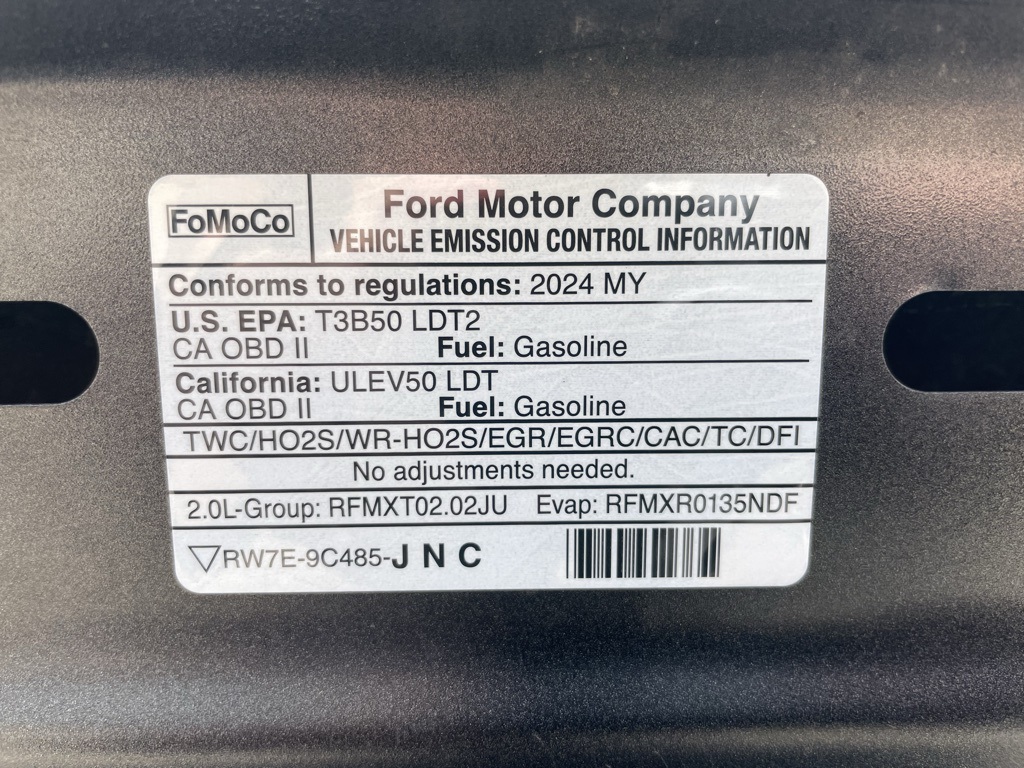 FoMoCo
Ford Motor Company
VEHICLE EMISSION CONTROL INFORMATION
Conforms to regulations: 2024 MY
U.S. EPA: T3B50 LDT2
CA OBD II Fuel: Gasoline
California: ULEV50 LDT
CA OBD II Fuel: Gasoline
TWC/HO2S/WR-HO2S/EGR/EGRC/CAC/TC/DFI
No adjustments needed.
2.0L-Group: RFMXT02.02JU Evap: RFMXR0135NDF
RW7E-9C485-J N C